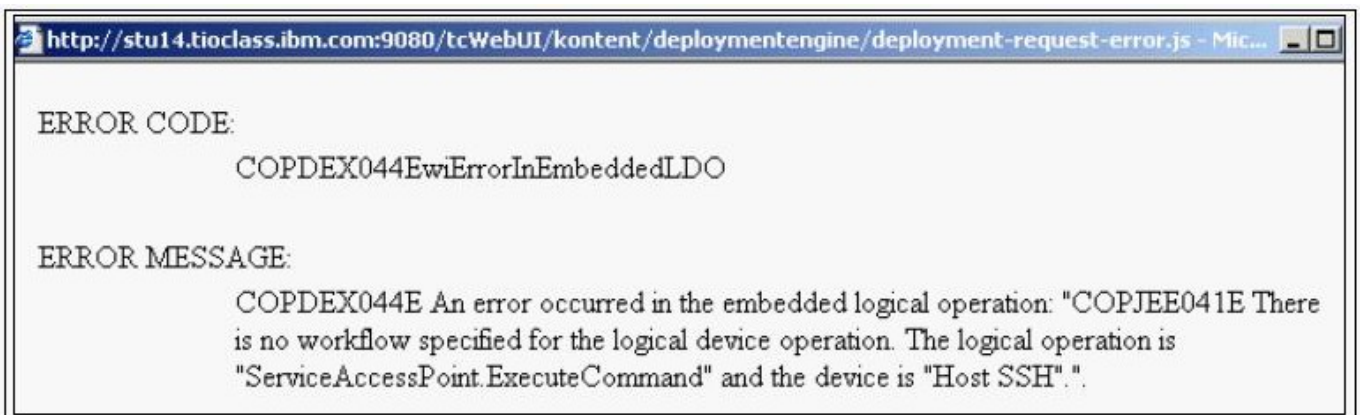 http://stu14.tioclass.ibm.com:9080/tcWebUI/kontent/deploymentengine/deployment-request-error.js - Mic...
ERROR CODE:
COPDEX044EwiErrorInEmbeddedLDO
ERROR MESSAGE:
COPDEX044E An error occurred in the embedded logical operation: "COPJEE041E There
is no workflow specified for the logical device operation. The logical operation is
"ServiceAccessPoint.ExecuteCommand" and the device is "Host SSH".".